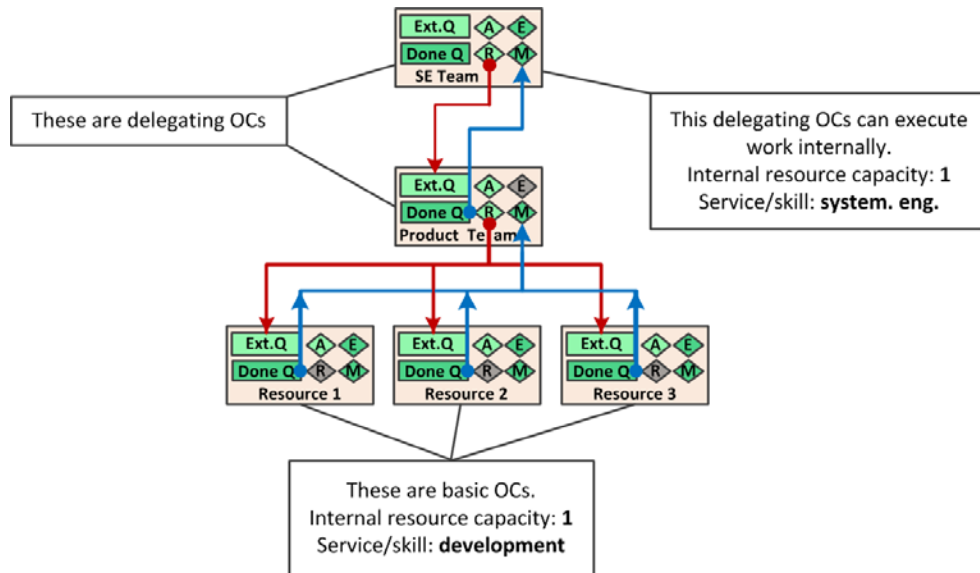 Ext.Q A E
Done Q R M
SE Team
These are delegating OCs
This delegating OCs can execute
work internally.
Internal resource capacity: 1
Service/skill: system. eng.
Ext.Q A E
Done Q R M
Product Team
Ext.Q A E
Done Q R M
Resource 1
Ext.Q A E
Done Q R M
Resource 2
Ext.Q A E
Done Q R M
Resource 3
These are basic OCs.
Internal resource capacity: 1
Service/skill: development